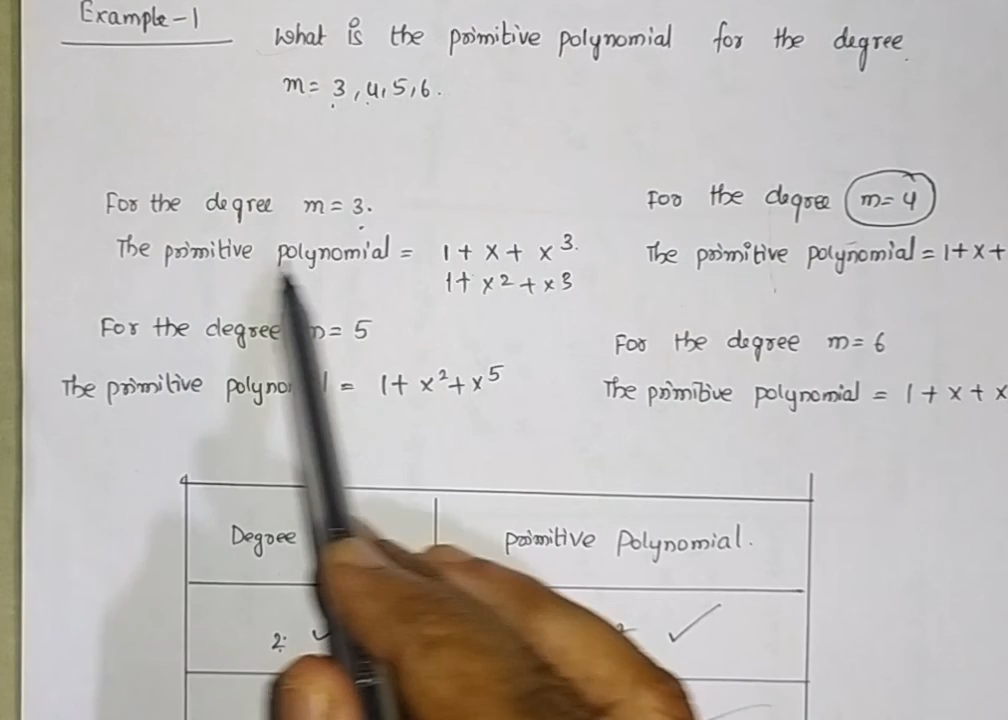 Example-1
What is the primitive polynomial for the degree.
m= 3,4,5,6.
For the degree m= 3.
The primitive polynomial = 1+ x + x³.
1+ x² + x³
For the degree m= 4
The primitive polynomial = 1+x+
For the degree = 5
The primitive = 1+ x² + x⁵
For the degree m= 6
The primitive polynomial = 1 + x + x
Degree
primitive polynomial.
2: